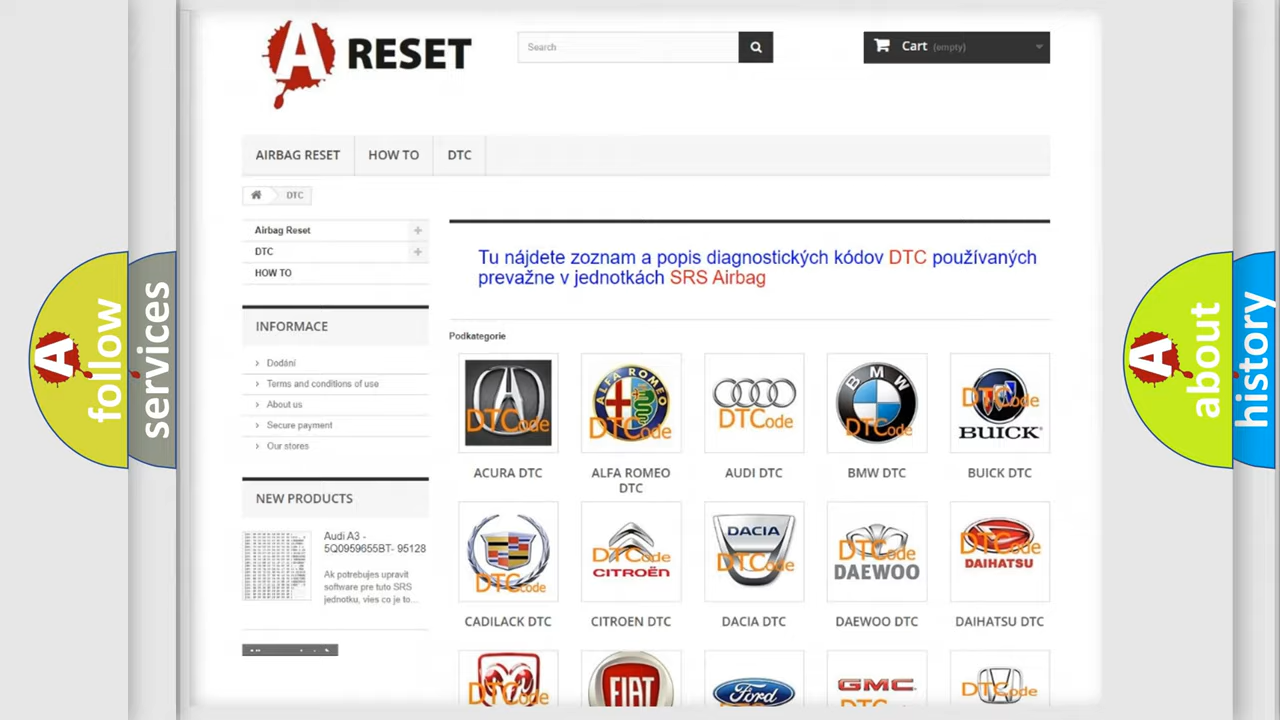 A RESET
Search
Cart (empty)
AIRBAG RESET
HOW TO
DTC
DTC
Airbag Reset
DTC
HOW TO
Tu nájdete zoznam a popis diagnostických kódov DTC používaných
prevažne v jednotkách SRS Airbag
INFORMACE
Dodání
Terms and conditions of use
About us
Secure payment
Our stores
NEW PRODUCTS
Audi A3 -
5Q0959655BT- 95128
Ak potrebujes upravit
software pre tuto SRS
jednotku, vies co je to...
Podkategorie
DTCode
ALFA ROMEO
DTCode
DTCode
BMW
DTCode
DTCode
BUICK
ACURA DTC
ALFA ROMEO
DTC
AUDI DTC
BMW DTC
BUICK DTC
DTCode
DTCode
CITROËN
DACIA
DTCode
DTCode
DAEWOO
DTCode
DAIHATSU
CADILACK DTC
CITROEN DTC
DACIA DTC
DAEWOO DTC
DAIHATSU DTC
DTCode
FIAT
Ford
GMC
DTCode
A follow
services
A about
history